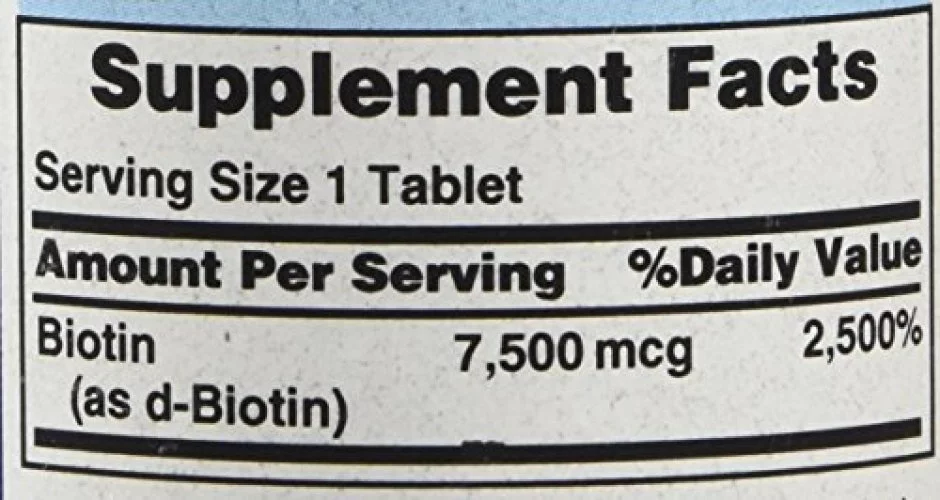 Supplement Facts
Serving Size 1 Tablet
Amount Per Serving %Daily Value
Biotin 7,500 mcg 2,500%
(as d-Biotin)